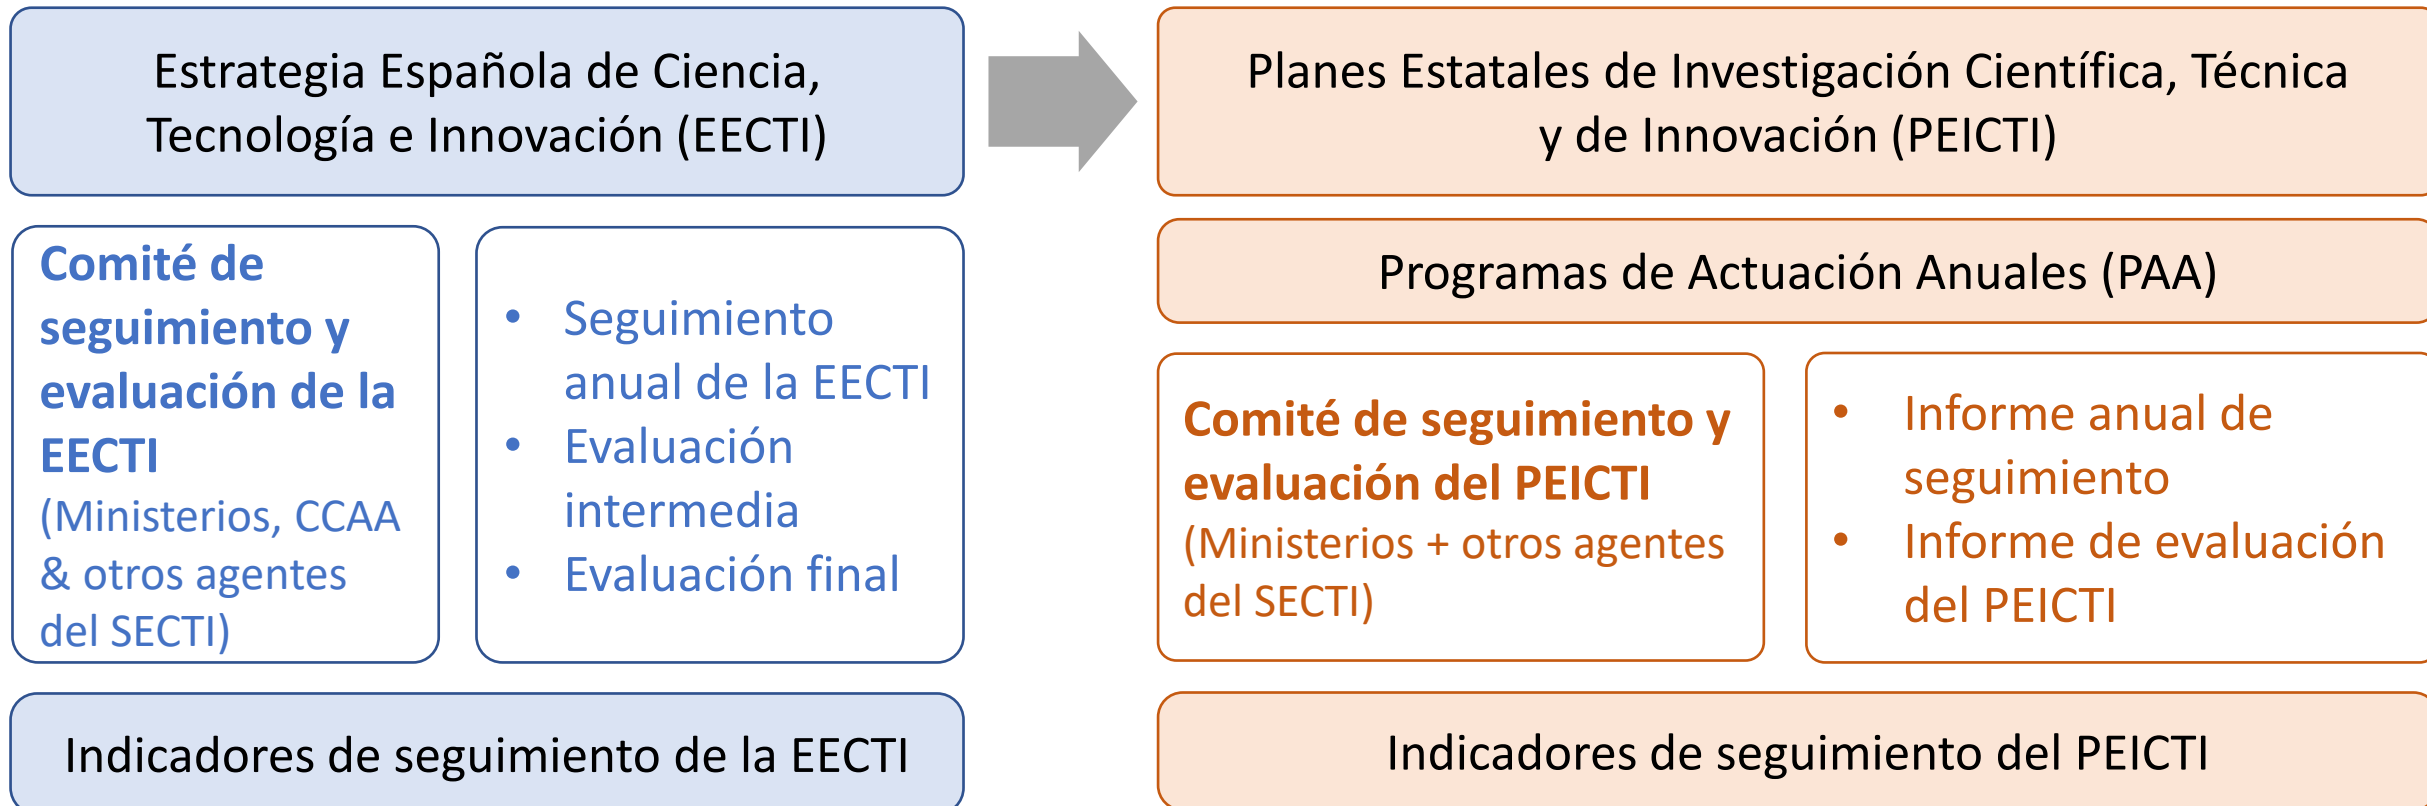 Estrategia Española de Ciencia,
Tecnología e Innovación (EECTI)
Comité de
seguimiento y
evaluación de la
EECTI
(Ministerios, CCAA
& otros agentes
del SECTI)
• Seguimiento
anual de la EECTI
• Evaluación
intermedia
• Evaluación final
Indicadores de seguimiento de la EECTI
Planes Estatales de Investigación Científica, Técnica
y de Innovación (PEICTI)
Programas de Actuación Anuales (PAA)
Comité de seguimiento y
evaluación del PEICTI
(Ministerios + otros agentes
del SECTI)
• Informe anual de
seguimiento
• Informe de evaluación
del PEICTI
Indicadores de seguimiento del PEICTI